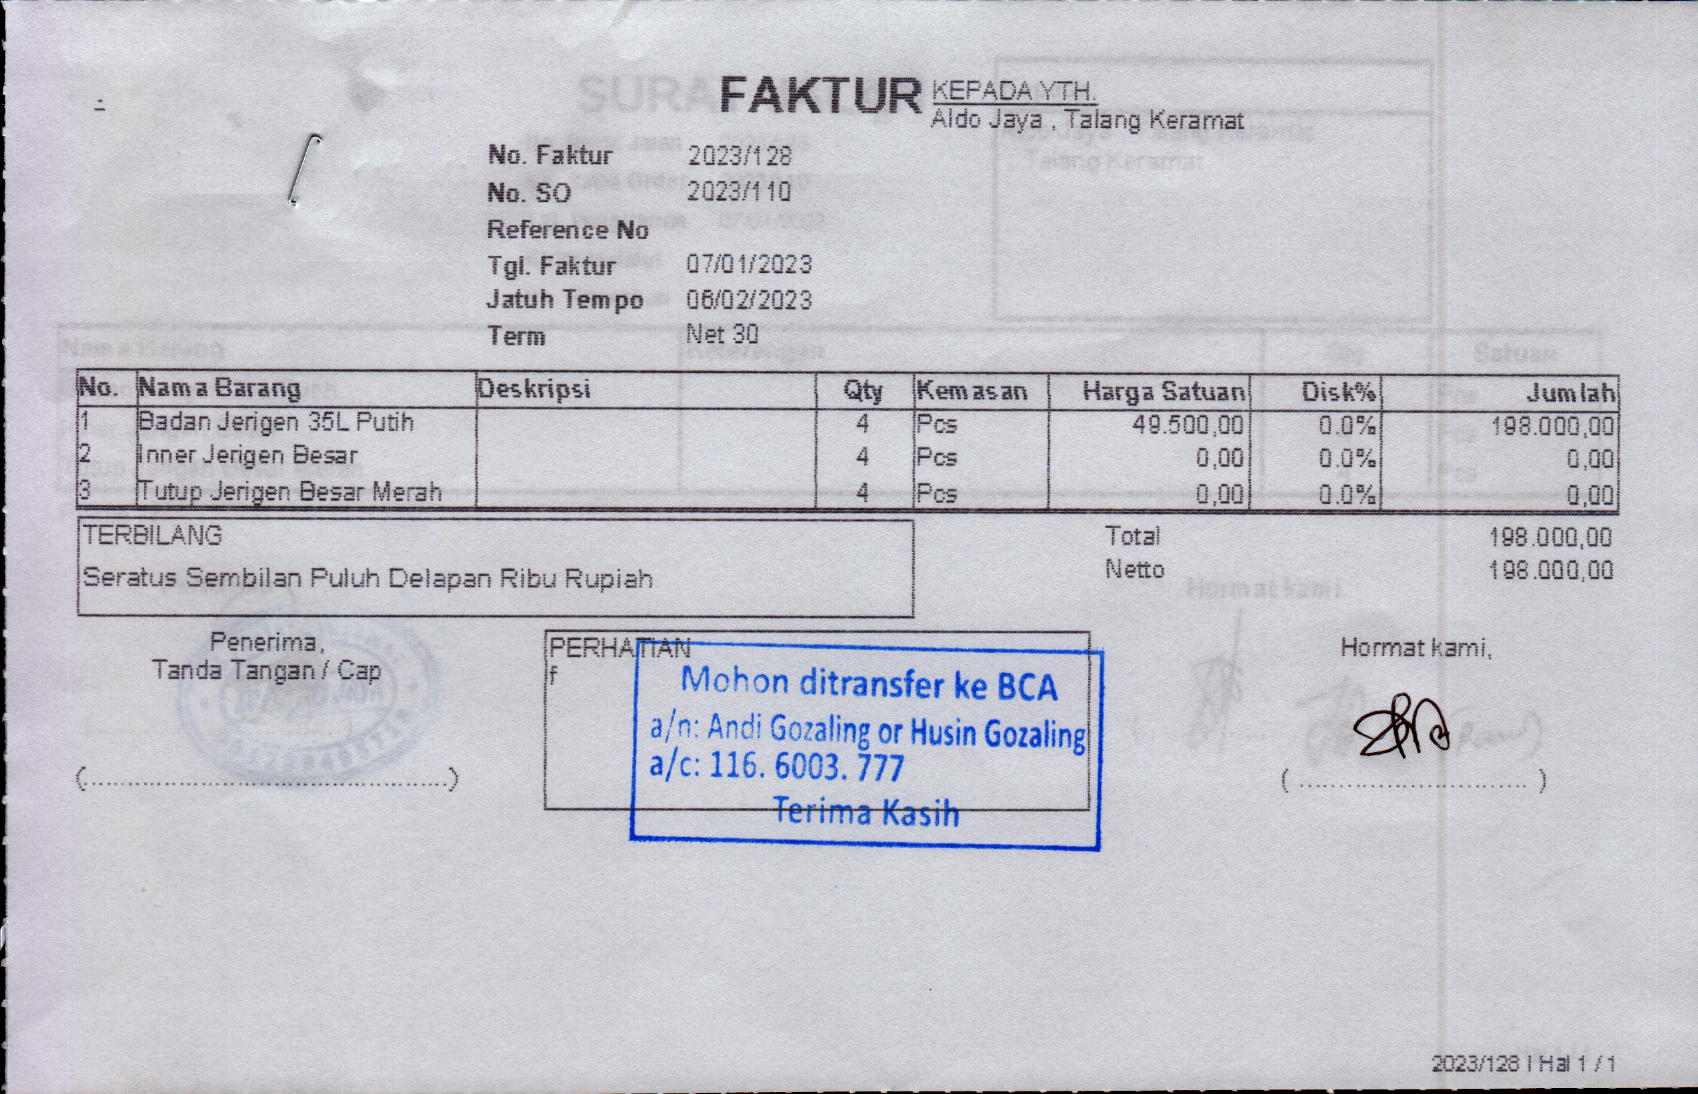 FAKTUR
KEPADA YTH.
Aldo Jaya , Talang Keramat
No. Faktur 2023/128
No. SO 2023/110
Reference No
Tgl. Faktur 07/01/2023
Jatuh Tempo 06/02/2023
Term Net 30
No. Nama Barang Deskripsi Qty Kemasan Harga Satuan Disk% Jumlah
1 Badan Jerigen 35L Putih 4 Pcs 49.500,00 0.0% 198.000,00
2 Inner Jerigen Besar 4 Pcs 0,00 0.0% 0,00
3 Tutup Jerigen Besar Merah 4 Pcs 0,00 0.0% 0,00
TERBILANG
Seratus Sembilan Puluh Delapan Ribu Rupiah
Total 198.000,00
Netto 198.000,00
Penerima,
Tanda Tangan / Cap
(................................................)
PERHATIAN
f
Mohon ditransfer ke BCA
a/n: Andi Gozaling or Husin Gozaling
a/c: 116. 6003. 777
Terima Kasih
Hormat kami,
( .............................. )
2023/128 | Hal 1 / 1